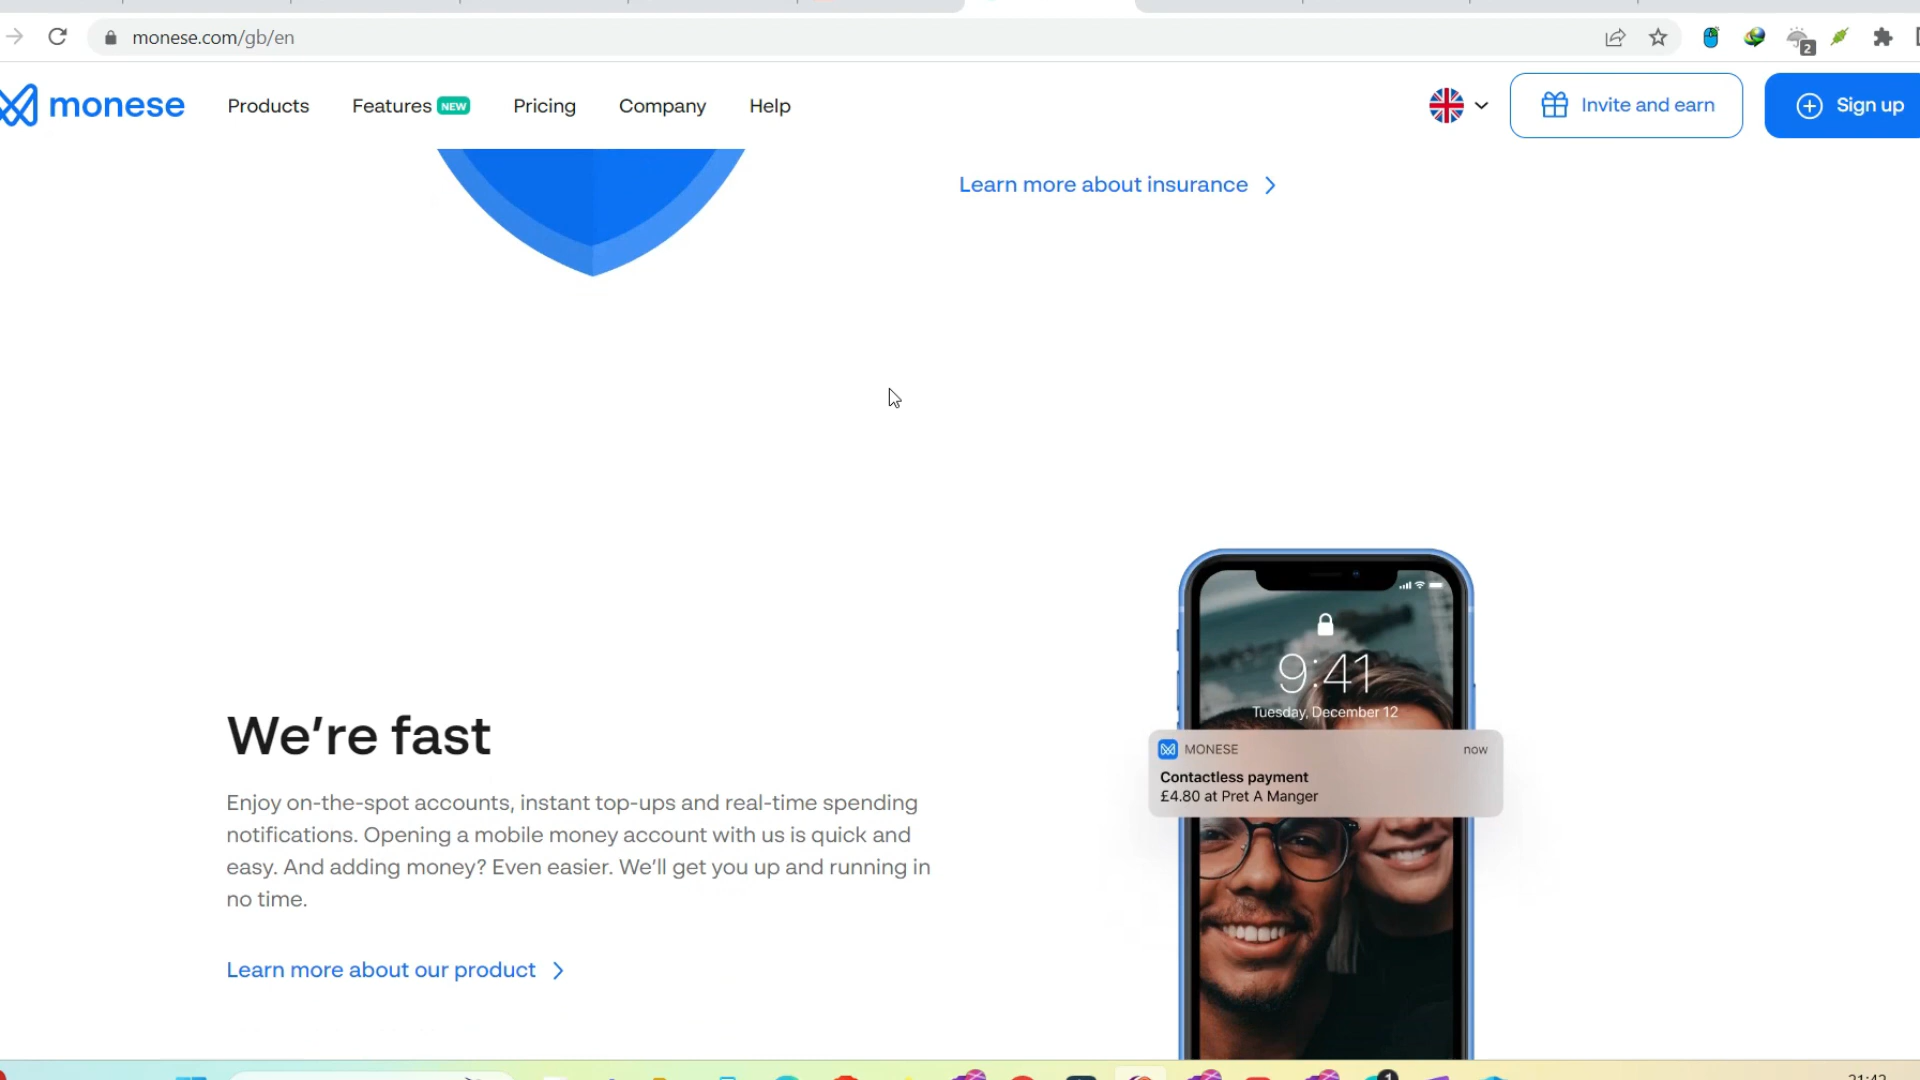 monese.com/gb/en
2
monese
Products
Features NEW
Pricing
Company
Help
Invite and earn
Sign up
Learn more about insurance
9:41
Tuesday, December 12
MONESE
now
Contactless payment
£4.80 at Pret A Manger
We're fast
Enjoy on-the-spot accounts, instant top-ups and real-time spending
notifications. Opening a mobile money account with us is quick and
easy. And adding money? Even easier. We'll get you up and running in
no time.
Learn more about our product
1